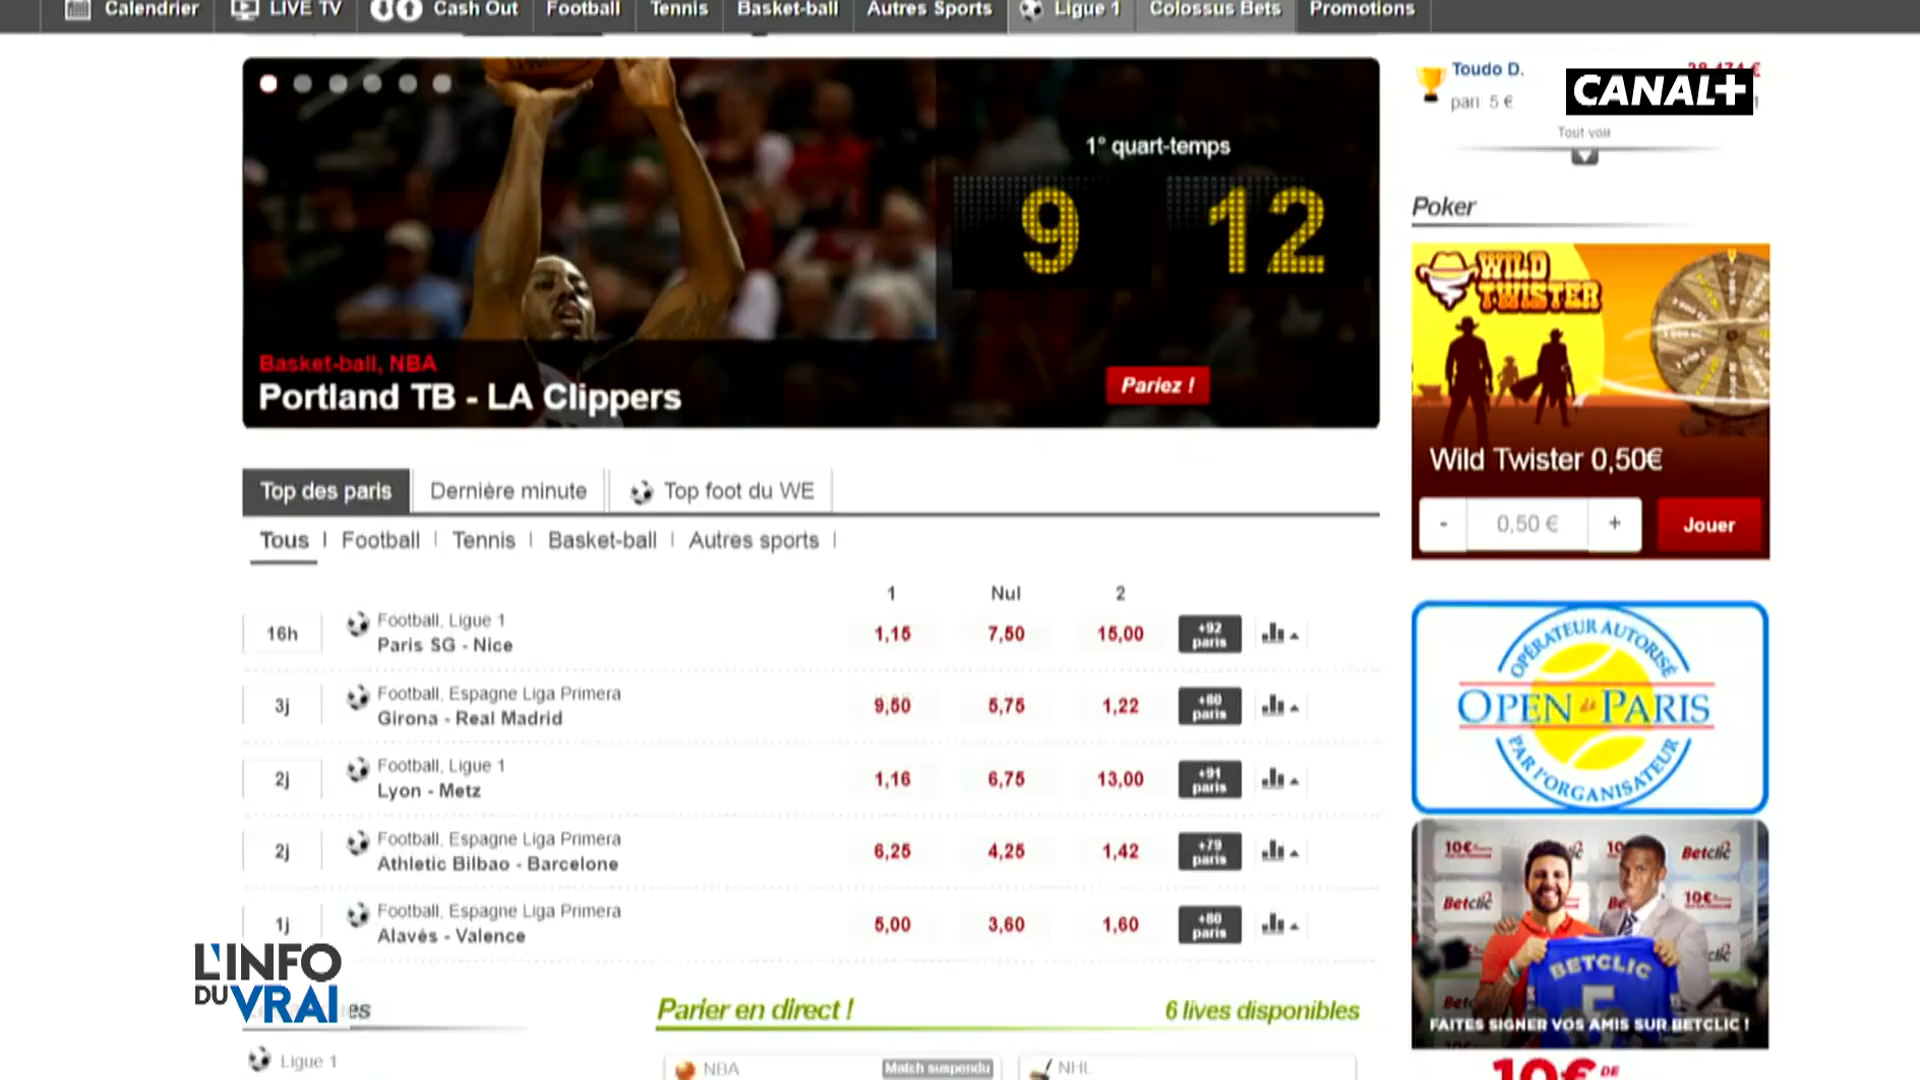 Calendrier
LIVE TV
Cash Out
Football
Tennis
Basket-ball
Autres Sports
Ligue 1
Colossus Bets
Promotions
Toudo D.
pari: 5 €
CANAL+
Tout voir
1° quart-temps
9 12
Basket-ball, NBA
Portland TB - LA Clippers
Pariez !
Poker
WILD
TWISTER
Wild Twister 0,50€
- 0,50 € + Jouer
Top des paris
Dernière minute
Top foot du WE
Tous
Football
Tennis
Basket-ball
Autres sports
1 Nul 2
16h
Football, Ligue 1
Paris SG - Nice
1,15 7,50 15,00
+92
paris
3j
Football, Espagne Liga Primera
Girona - Real Madrid
9,50 5,75 1,22
+80
paris
2j
Football, Ligue 1
Lyon - Metz
1,16 6,75 13,00
+91
paris
2j
Football, Espagne Liga Primera
Athletic Bilbao - Barcelone
6,25 4,25 1,42
+79
paris
1j
Football, Espagne Liga Primera
Alavés - Valence
5,00 3,60 1,60
+80
paris
OPÉRATEUR AUTORISÉ
OPEN de PARIS
PAR L'ORGANISATEUR
10€
Betclic
Betclic
10€
BETCLIC
5
FAITES SIGNER VOS AMIS SUR BETCLIC !
10€ DE
L'INFO
DU VRAI
Parier en direct !
6 lives disponibles
Ligue 1
NBA
Match suspendu
NHL